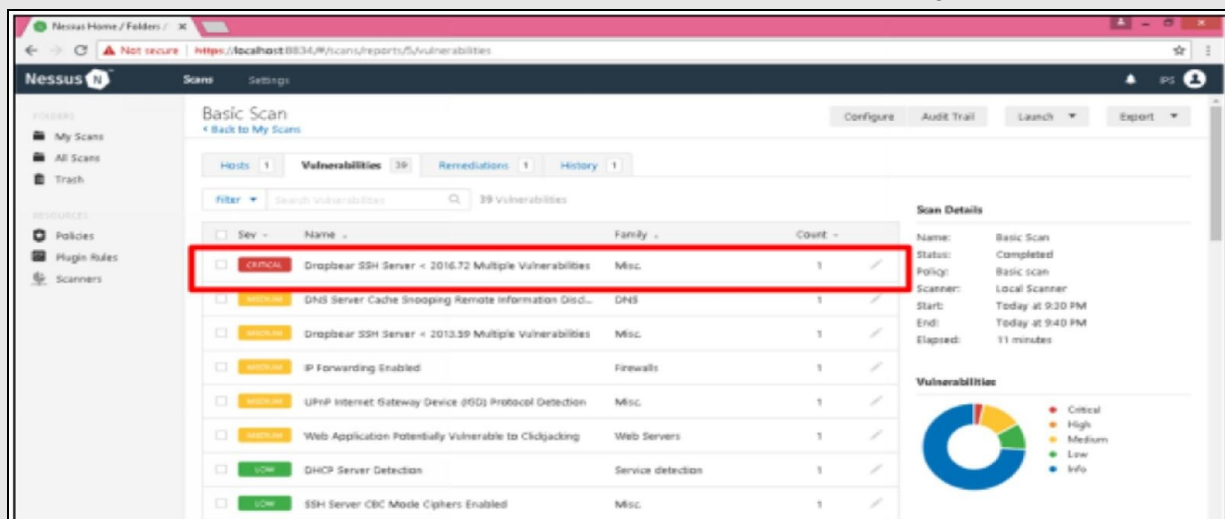 Nessus Home / Folders /
Not secure https://localhost:8834/#/scans/reports/5/vulnerabilities
Nessus N Scans Settings IPS
FOLDERS
My Scans
All Scans
Trash
RESOURCES
Policies
Plugin Rules
Scanners
Basic Scan
Back to My Scans
Configure Audit Trail Launch Export
Hosts 1 Vulnerabilities 39 Remediations 1 History 1
Filter Search Vulnerabilities 39 Vulnerabilities
Sev Name Family Count
CRITICAL Dropbear SSH Server < 2016.72 Multiple Vulnerabilities Misc. 1
MEDIUM DNS Server Cache Snooping Remote Information Discl... DNS 1
MEDIUM Dropbear SSH Server < 2013.59 Multiple Vulnerabilities Misc. 1
MEDIUM IP Forwarding Enabled Firewalls 1
MEDIUM UPnP Internet Gateway Device (IGD) Protocol Detection Misc. 1
MEDIUM Web Application Potentially Vulnerable to Clickjacking Web Servers 1
LOW DHCP Server Detection Service detection 1
LOW SSH Server CBC Mode Ciphers Enabled Misc. 1
Scan Details
Name: Basic Scan
Status: Completed
Policy: Basic scan
Scanner: Local Scanner
Start: Today at 9:30 PM
End: Today at 9:40 PM
Elapsed: 11 minutes
Vulnerabilities
Critical
High
Medium
Low
Info